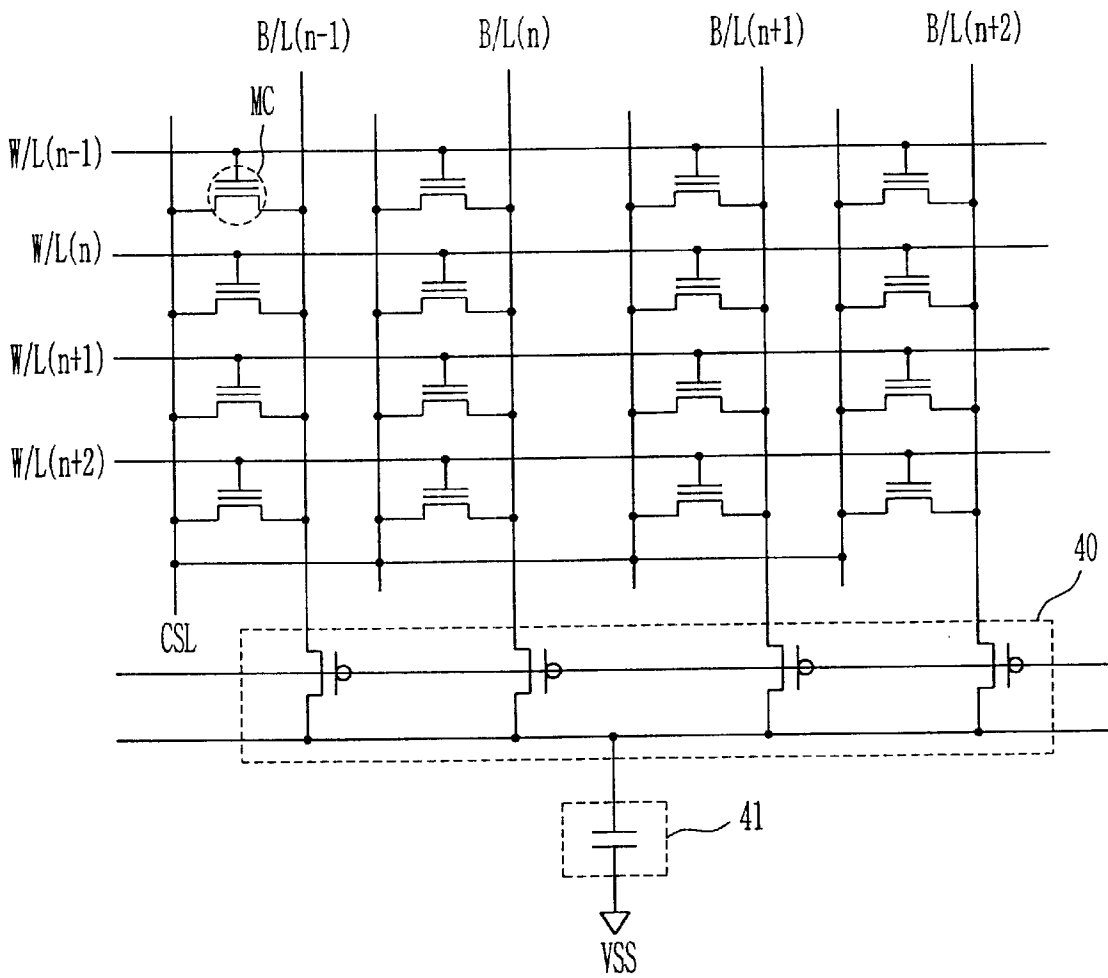 B/L(n-1) B/L(n) B/L(n+1) B/L(n+2)
MC
W/L(n-1)
W/L(n)
W/L(n+1)
W/L(n+2)
40
CSL
41
VSS